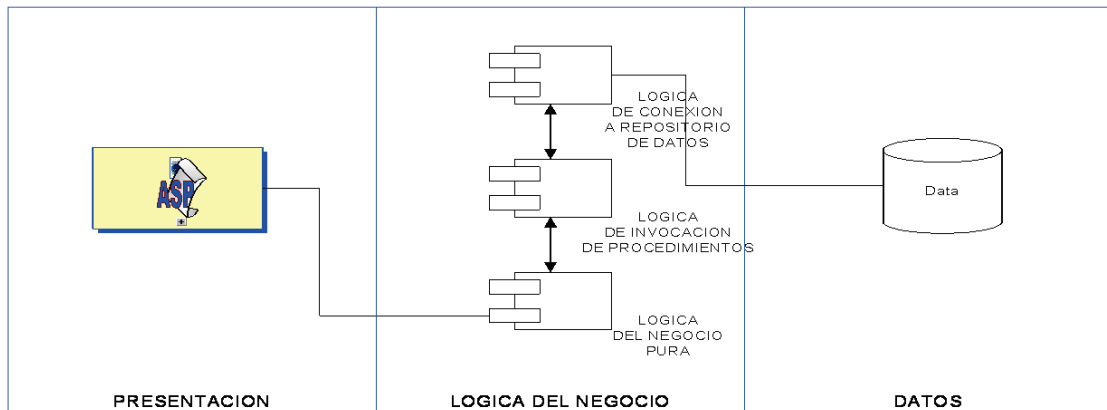 LOGICA
DE CONEXION
A REPOSITORIO
DE DATOS
ASP
Data
LOGICA
DE INVOCACION
DE PROCEDIMIENTOS
LOGICA
DEL NEGOCIO
PURA
PRESENTACION
LOGICA DEL NEGOCIO
DATOS